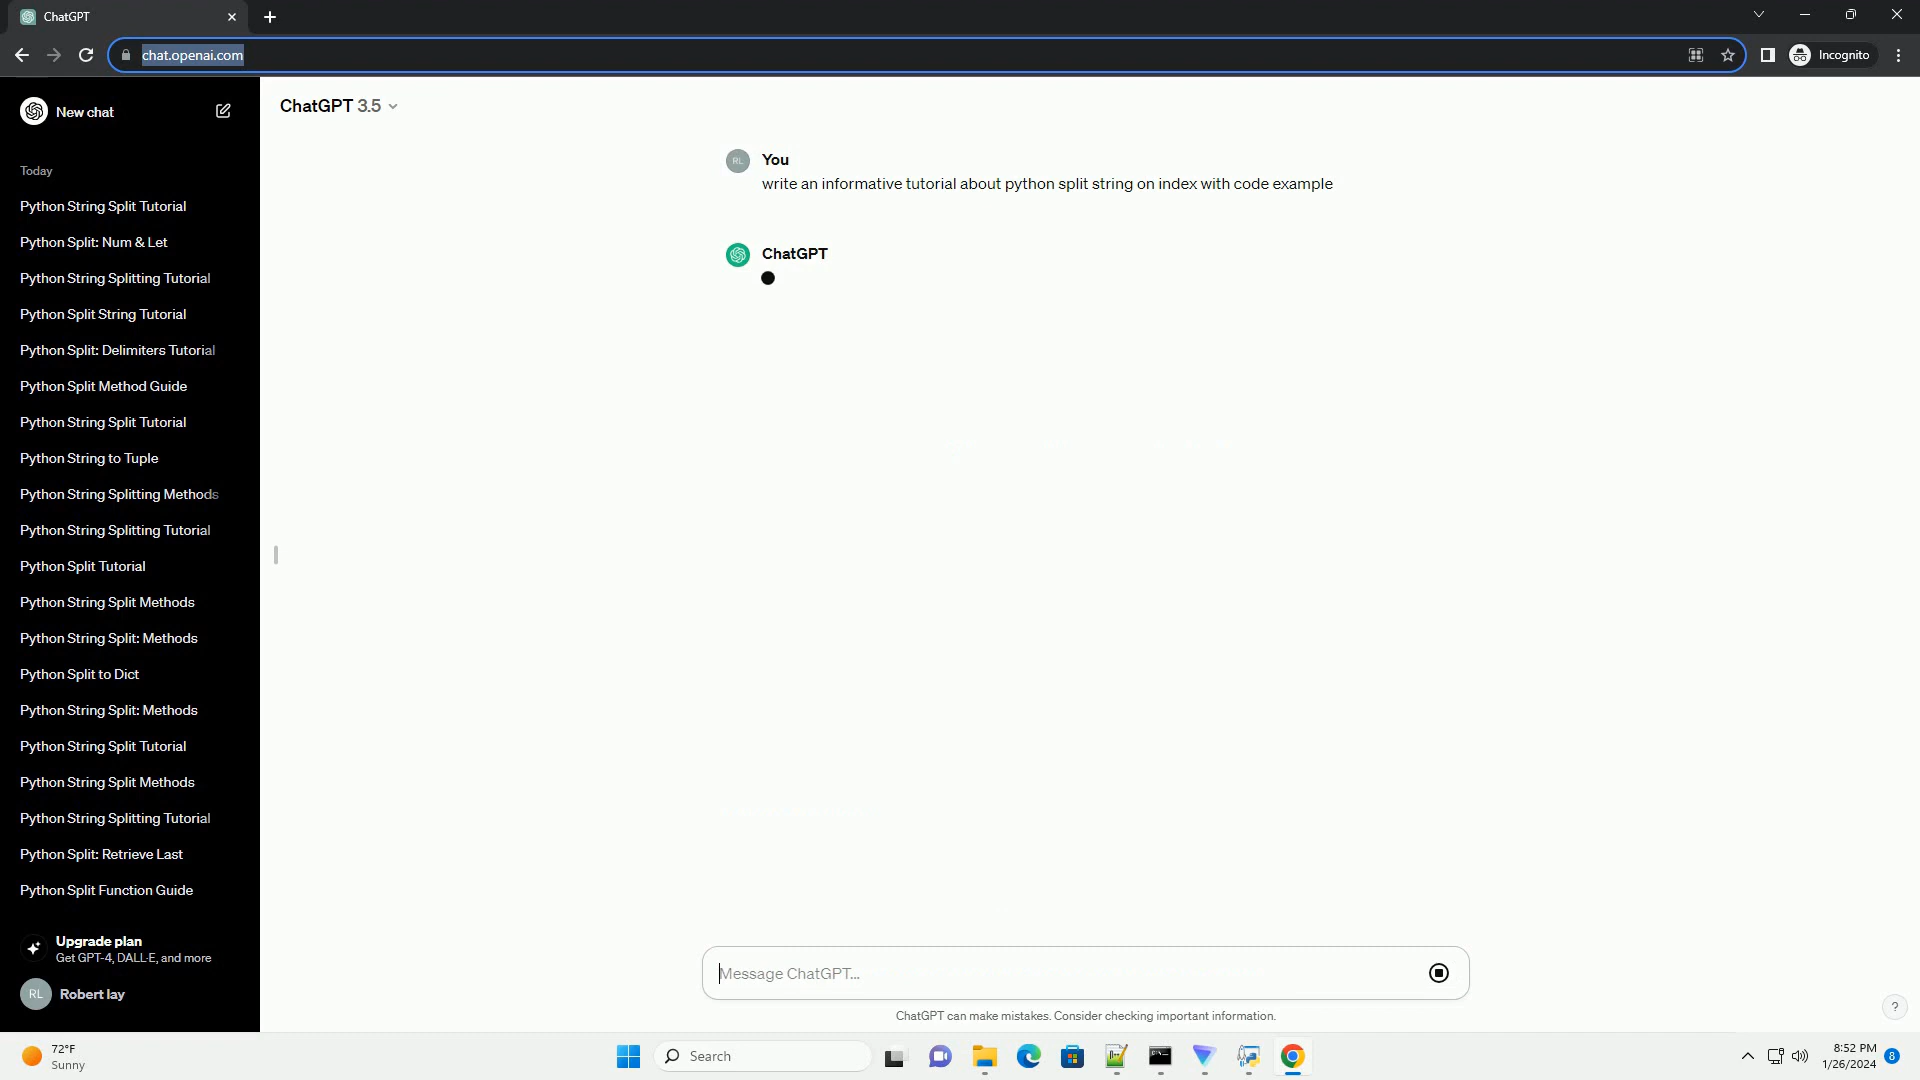 ChatGPT
chat.openai.com
Incognito
New chat
ChatGPT 3.5
Today
Python String Split Tutorial
Python Split: Num & Let
Python String Splitting Tutorial
Python Split String Tutorial
Python Split: Delimiters Tutorial
Python Split Method Guide
Python String Split Tutorial
Python String to Tuple
Python String Splitting Methods
Python String Splitting Tutorial
Python Split Tutorial
Python String Split Methods
Python String Split: Methods
Python Split to Dict
Python String Split: Methods
Python String Split Tutorial
Python String Split Methods
Python String Splitting Tutorial
Python Split: Retrieve Last
Python Split Function Guide
Upgrade plan
Get GPT-4, DALL·E, and more
RL Robert lay
RL You
write an informative tutorial about python split string on index with code example
ChatGPT
Message ChatGPT...
ChatGPT can make mistakes. Consider checking important information.
?
72°F
Sunny
Search
8:52 PM
1/26/2024
8